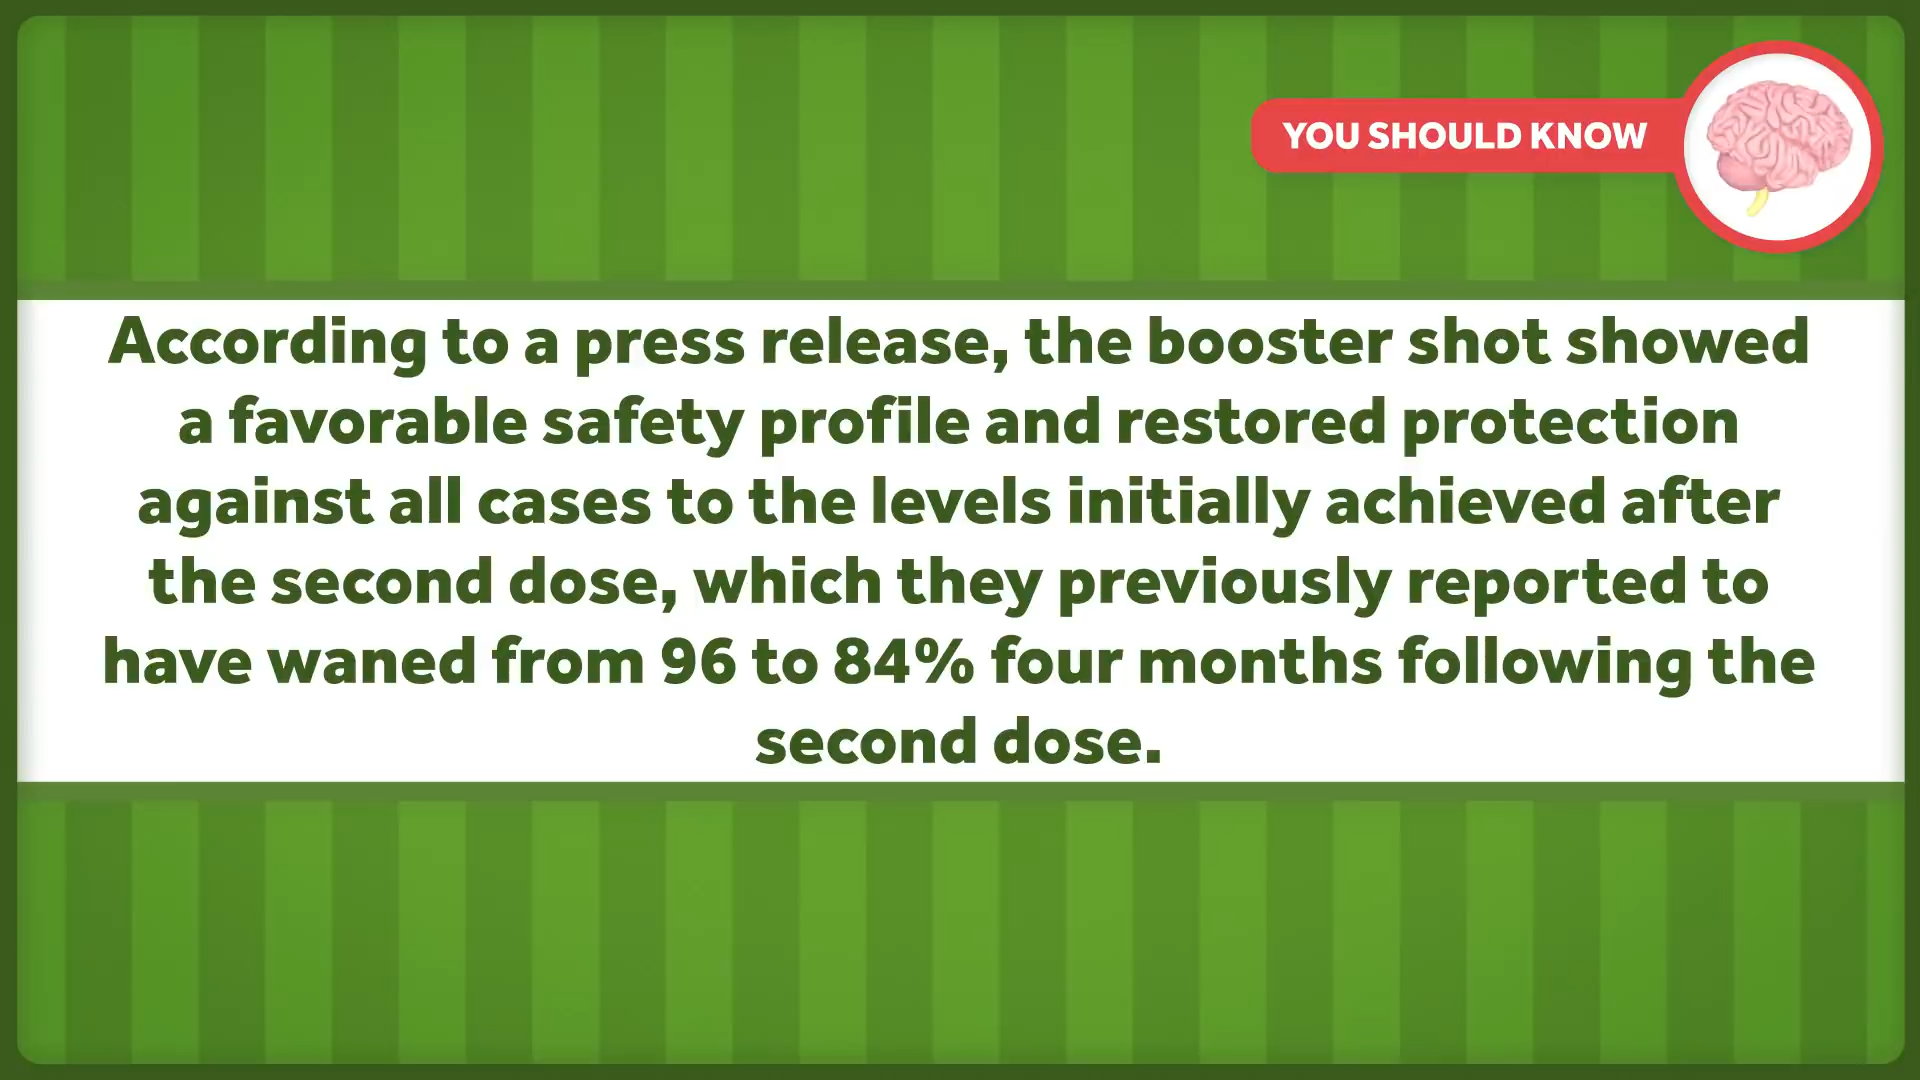 YOU SHOULD KNOW
According to a press release, the booster shot showed
a favorable safety profile and restored protection
against all cases to the levels initially achieved after
the second dose, which they previously reported to
have waned from 96 to 84% four months following the
second dose.